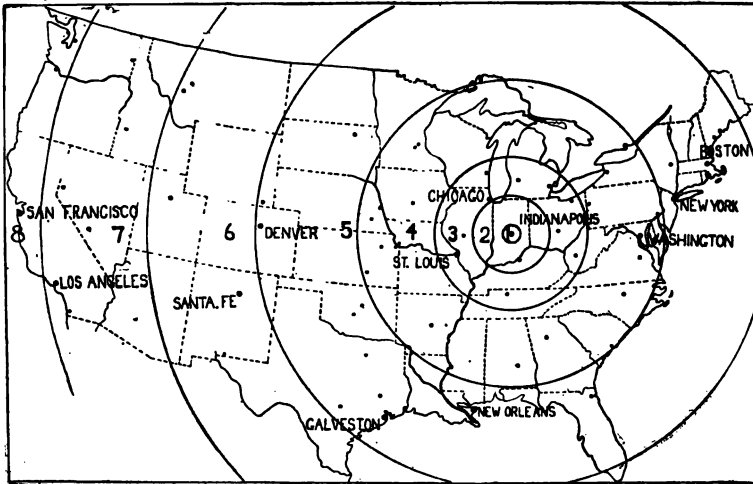 BOSTON
CHICAGO
NEW YORK
SAN FRANCISCO
INDIANAPOLIS
8 7 6 DENVER 5 4 3 2 1
WASHINGTON
ST. LOUIS
LOS ANGELES
SANTA. FE
NEW ORLEANS
GALVESTON